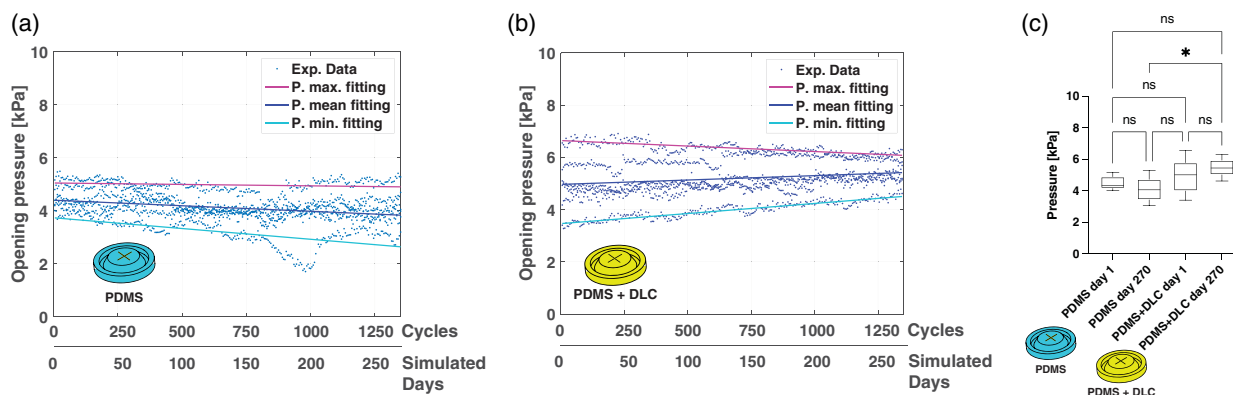 (a)
Opening pressure [kPa]
10
8
6
4
2
0
Exp. Data
P. max. fitting
P. mean fitting
P. min. fitting
PDMS
0 250 500 750 1000 1250 Cycles
0 50 100 150 200 250 Simulated
Days
(b)
Opening pressure [kPa]
10
8
6
4
2
0
Exp. Data
P. max. fitting
P. mean fitting
P. min. fitting
PDMS + DLC
0 250 500 750 1000 1250 Cycles
0 50 100 150 200 250 Simulated
Days
(c)
ns
*
ns
ns ns ns
Pressure [kPa]
10
8
6
4
2
0
PDMS day 1
PDMS day 270
PDMS+DLC day 1
PDMS+DLC day 270
PDMS
PDMS + DLC